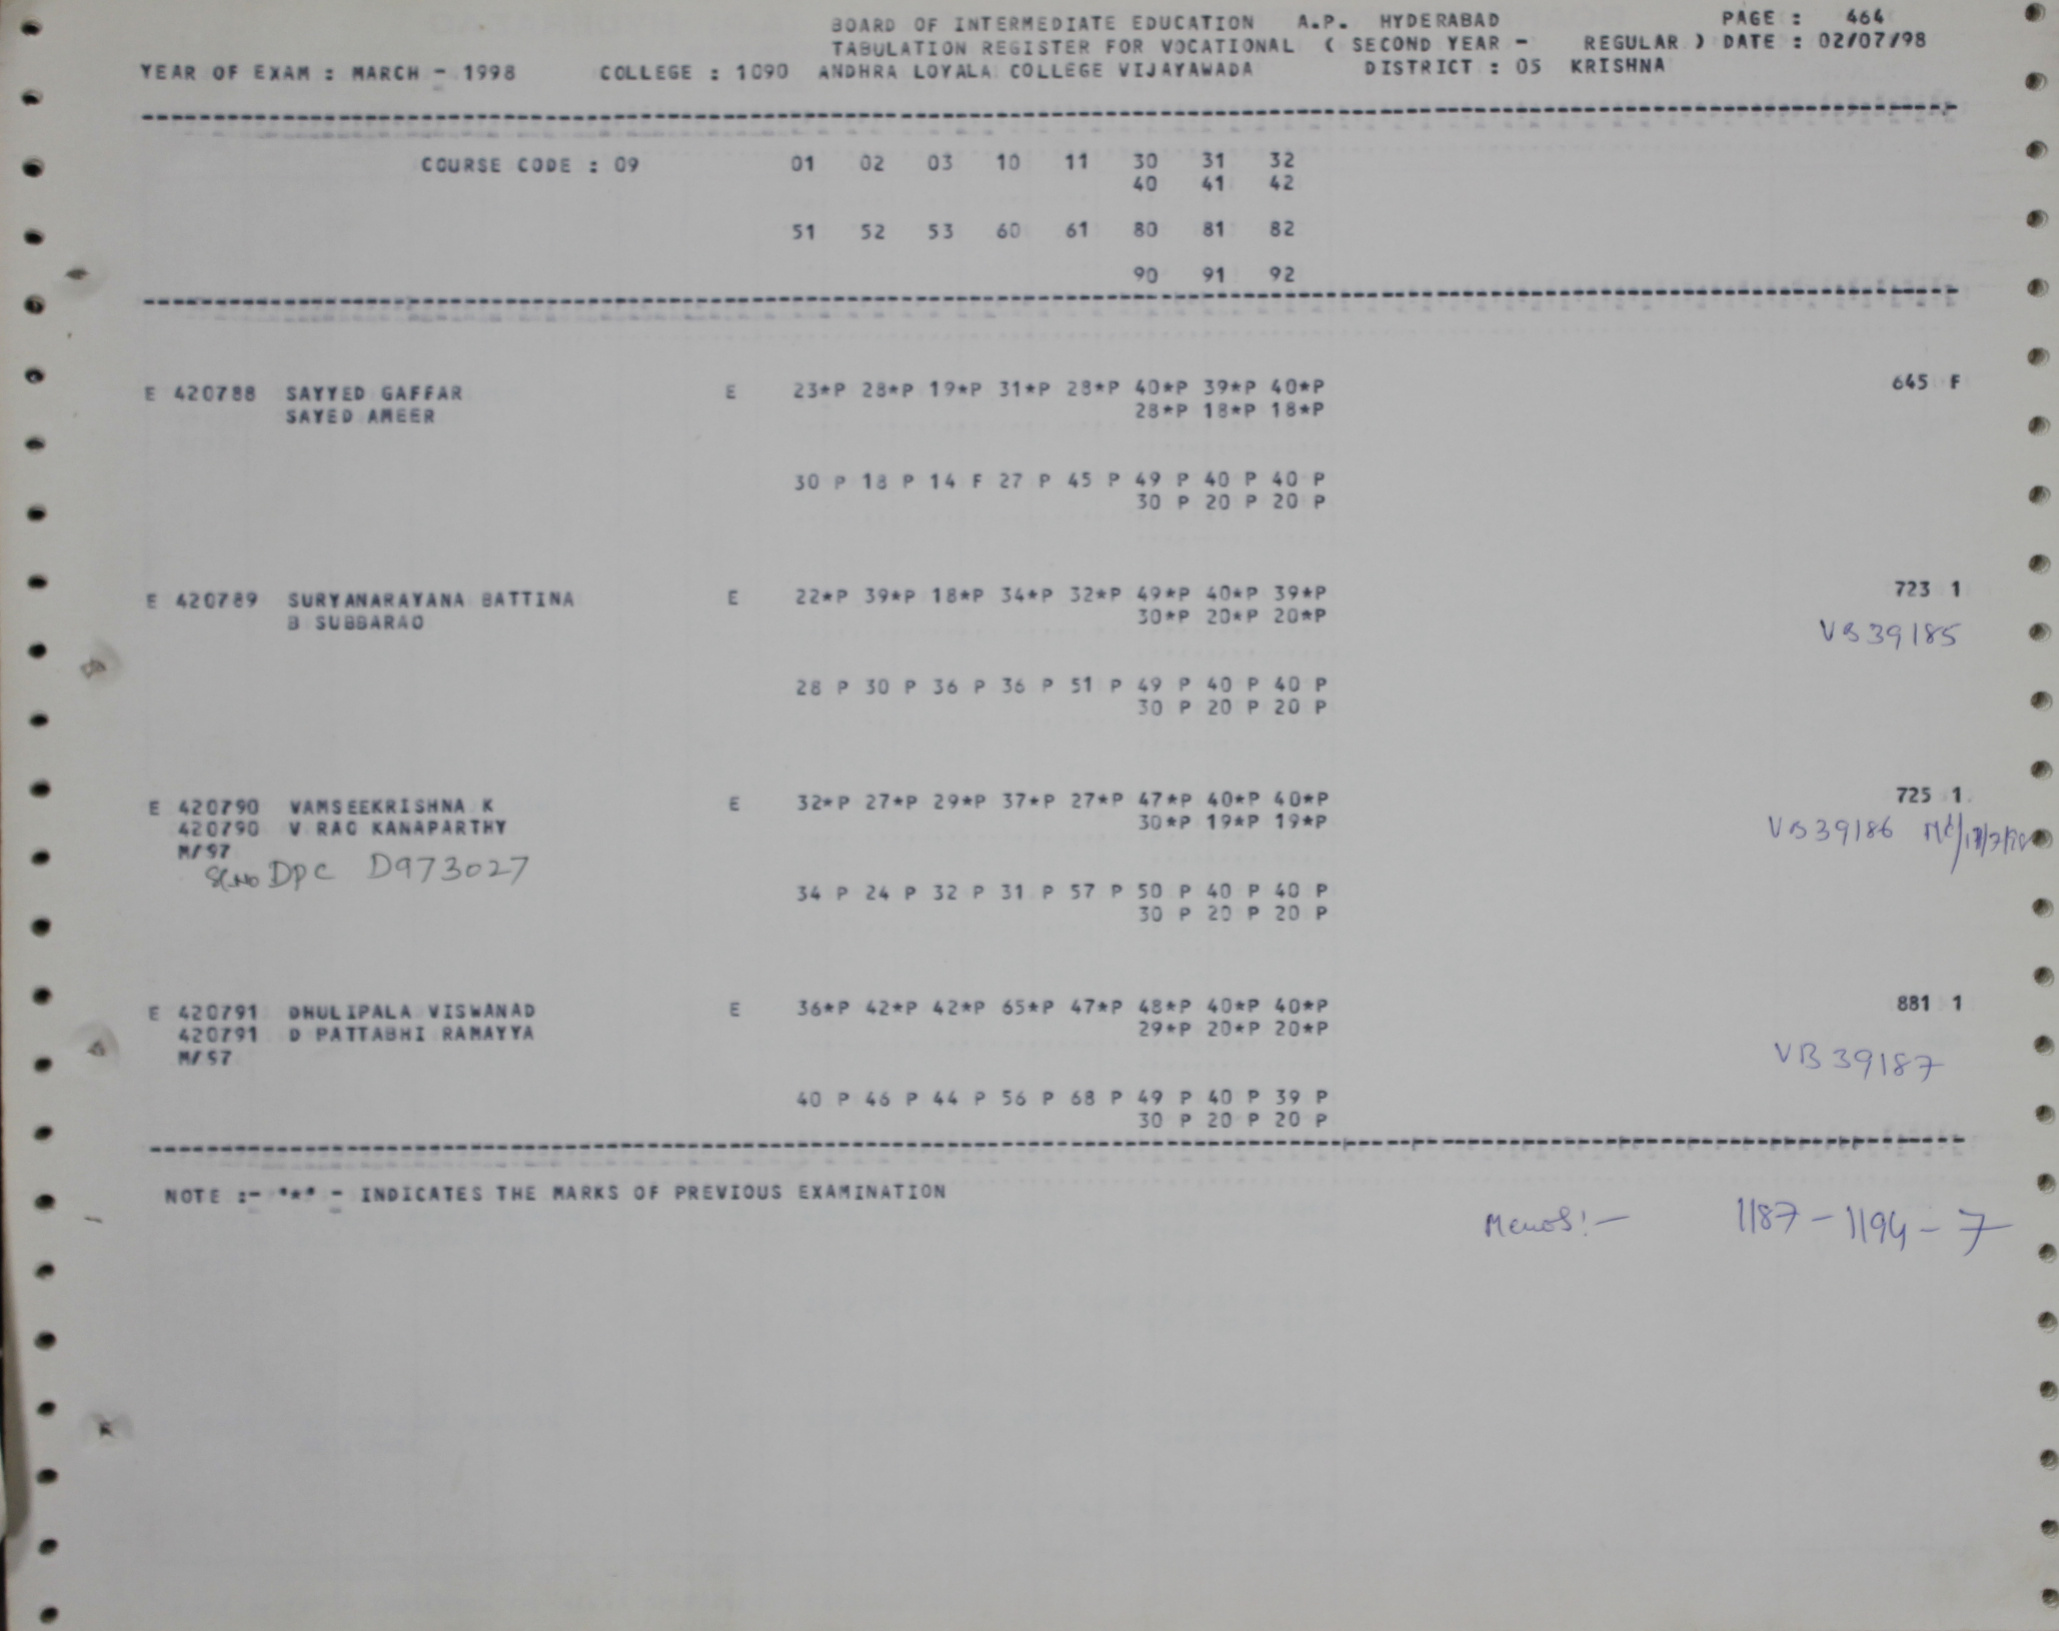 BOARD OF INTERMEDIATE EDUCATION A.P. HYDERABAD PAGE : 464
TABULATION REGISTER FOR VOCATIONAL ( SECOND YEAR - REGULAR ) DATE : 02/07/98
YEAR OF EXAM : MARCH - 1998 COLLEGE : 1090 ANDHRA LOYALA COLLEGE VIJAYAWADA DISTRICT : 05 KRISHNA
COURSE CODE : 09 01 02 03 10 11 30 31 32
40 41 42
51 52 53 60 61 80 81 82
90 91 92
E 420788 SAYYED GAFFAR E 23*P 28*P 19*P 31*P 28*P 40*P 39*P 40*P 645 F
SAYED AMEER 28*P 18*P 18*P
30 P 18 P 14 F 27 P 45 P 49 P 40 P 40 P
30 P 20 P 20 P
E 420789 SURYANARAYANA BATTINA E 22*P 39*P 18*P 34*P 32*P 49*P 40*P 39*P 723 1
B SUBBARAO 30*P 20*P 20*P
VB39185
28 P 30 P 36 P 36 P 51 P 49 P 40 P 40 P
30 P 20 P 20 P
E 420790 VAMSEEKRISHNA K E 32*P 27*P 29*P 37*P 27*P 47*P 40*P 40*P 725 1
420790 V RAO KANAPARTHY 30*P 19*P 19*P
VB39186
M/97
Sl.No DPC D973027
34 P 24 P 32 P 31 P 57 P 50 P 40 P 40 P
30 P 20 P 20 P
E 420791 DHULIPALA VISWANAD E 36*P 42*P 42*P 65*P 47*P 48*P 40*P 40*P 881 1
420791 D PATTABHI RAMAYYA 29*P 20*P 20*P
M/97
VB39187
40 P 46 P 44 P 56 P 68 P 49 P 40 P 39 P
30 P 20 P 20 P
NOTE :- "*" - INDICATES THE MARKS OF PREVIOUS EXAMINATION
Memos:- 1187-1194-7